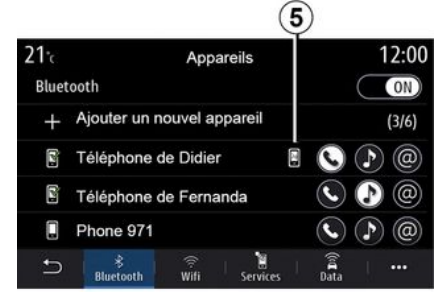 5
21°c Appareils 12:00
Bluetooth ON
+ Ajouter un nouvel appareil (3/6)
Téléphone de Didier @
Téléphone de Fernanda @
Phone 971 @
Bluetooth Wifi Services Data ...